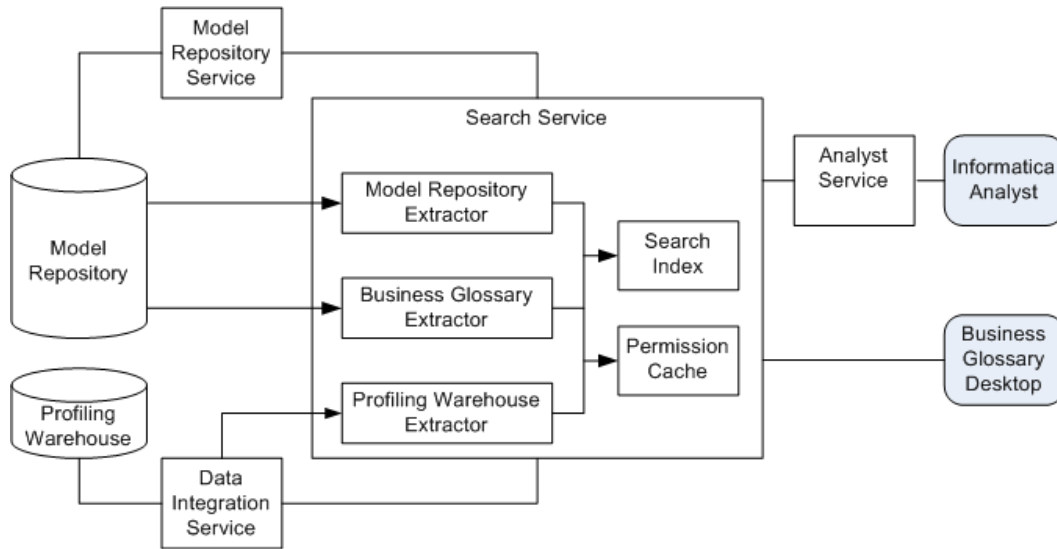 Model
Repository
Service
Search Service
Model Repository
Extractor
Business Glossary
Extractor
Profiling Warehouse
Extractor
Search
Index
Permission
Cache
Analyst
Service
Informatica
Analyst
Business
Glossary
Desktop
Model
Repository
Profiling
Warehouse
Data
Integration
Service